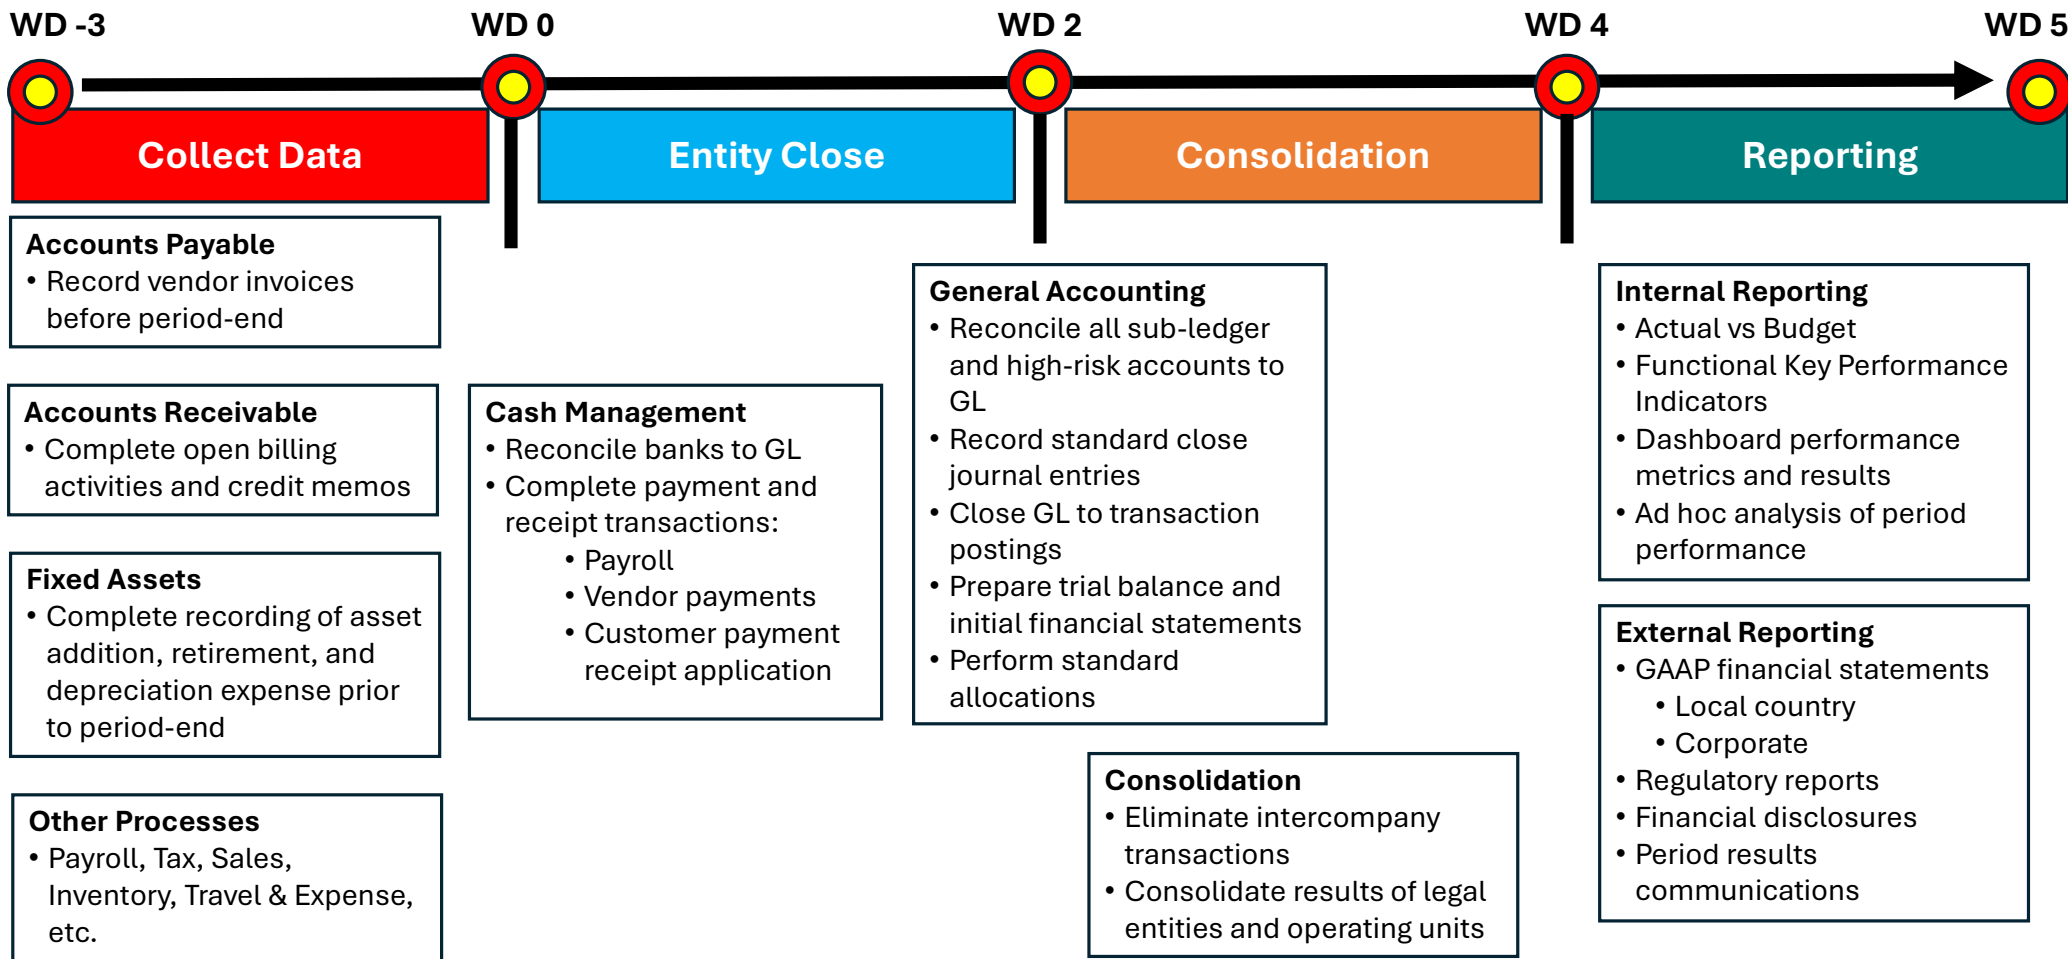 WD -3
WD 0
WD 2
WD 4
WD 5
Collect Data
Entity Close
Consolidation
Reporting
Accounts Payable
• Record vendor invoices
before period-end
Accounts Receivable
• Complete open billing
activities and credit memos
Fixed Assets
• Complete recording of asset
addition, retirement, and
depreciation expense prior
to period-end
Other Processes
• Payroll, Tax, Sales,
Inventory, Travel & Expense,
etc.
Cash Management
• Reconcile banks to GL
• Complete payment and
receipt transactions:
• Payroll
• Vendor payments
• Customer payment
receipt application
General Accounting
• Reconcile all sub-ledger
and high-risk accounts to
GL
• Record standard close
journal entries
• Close GL to transaction
postings
• Prepare trial balance and
initial financial statements
• Perform standard
allocations
Consolidation
• Eliminate intercompany
transactions
• Consolidate results of legal
entities and operating units
Internal Reporting
• Actual vs Budget
• Functional Key Performance
Indicators
• Dashboard performance
metrics and results
• Ad hoc analysis of period
performance
External Reporting
• GAAP financial statements
• Local country
• Corporate
• Regulatory reports
• Financial disclosures
• Period results
communications